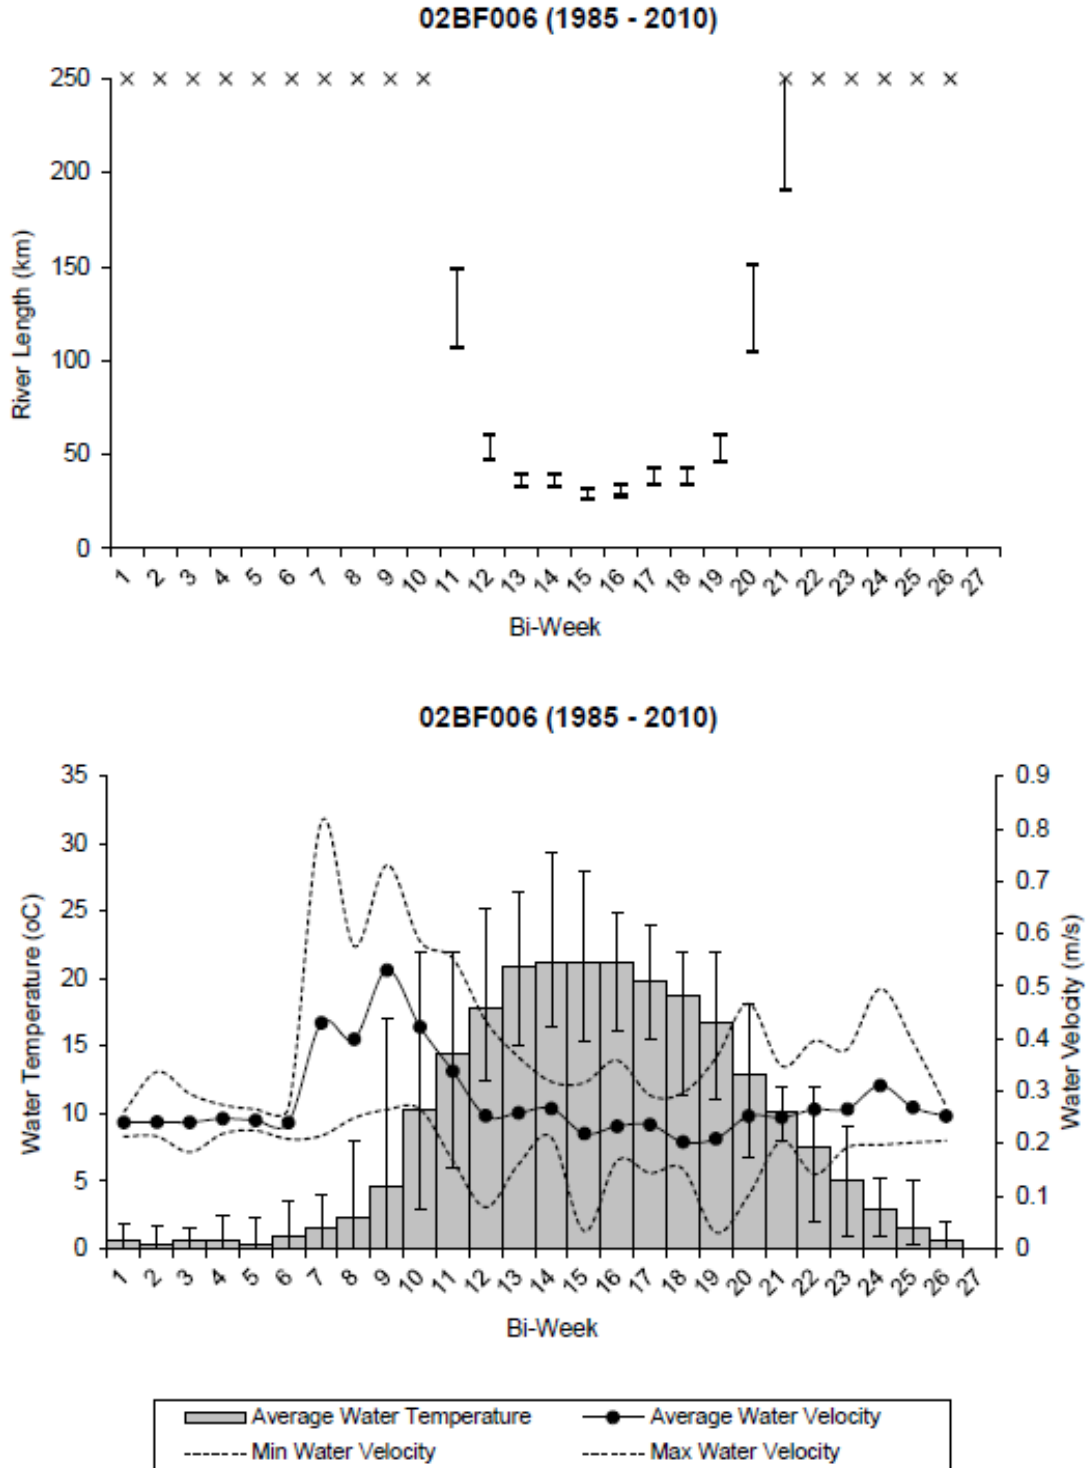 02BF006 (1985 - 2010)
250
200
150
100
50
0
River Length (km)
1 2 3 4 5 6 7 8 9 10 11 12 13 14 15 16 17 18 19 20 21 22 23 24 25 26 27
Bi-Week
02BF006 (1985 - 2010)
35
30
25
20
15
10
5
0
Water Temperature (oC)
0.9
0.8
0.7
0.6
0.5
0.4
0.3
0.2
0.1
0
Water Velocity (m/s)
1 2 3 4 5 6 7 8 9 10 11 12 13 14 15 16 17 18 19 20 21 22 23 24 25 26 27
Bi-Week
Average Water Temperature Average Water Velocity
Min Water Velocity Max Water Velocity